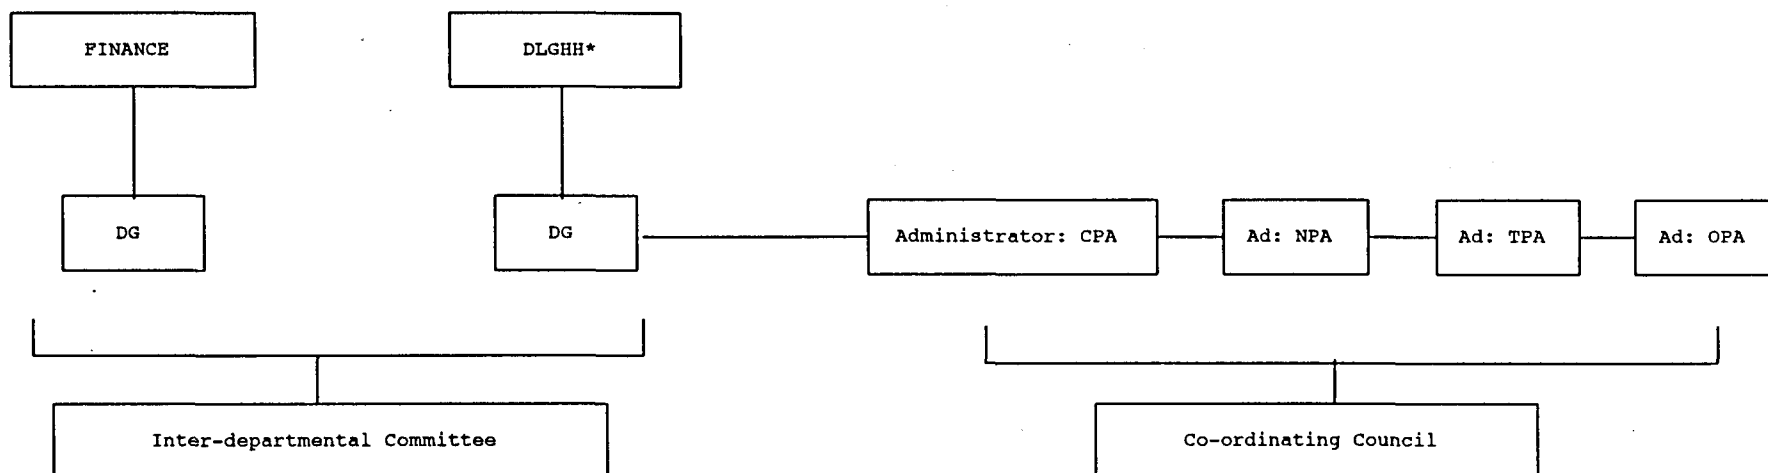 FINANCE
DLGHH*
DG
DG
Administrator: CPA
Ad: NPA
Ad: TPA
Ad: OPA
Inter-departmental Committee
Co-ordinating Council